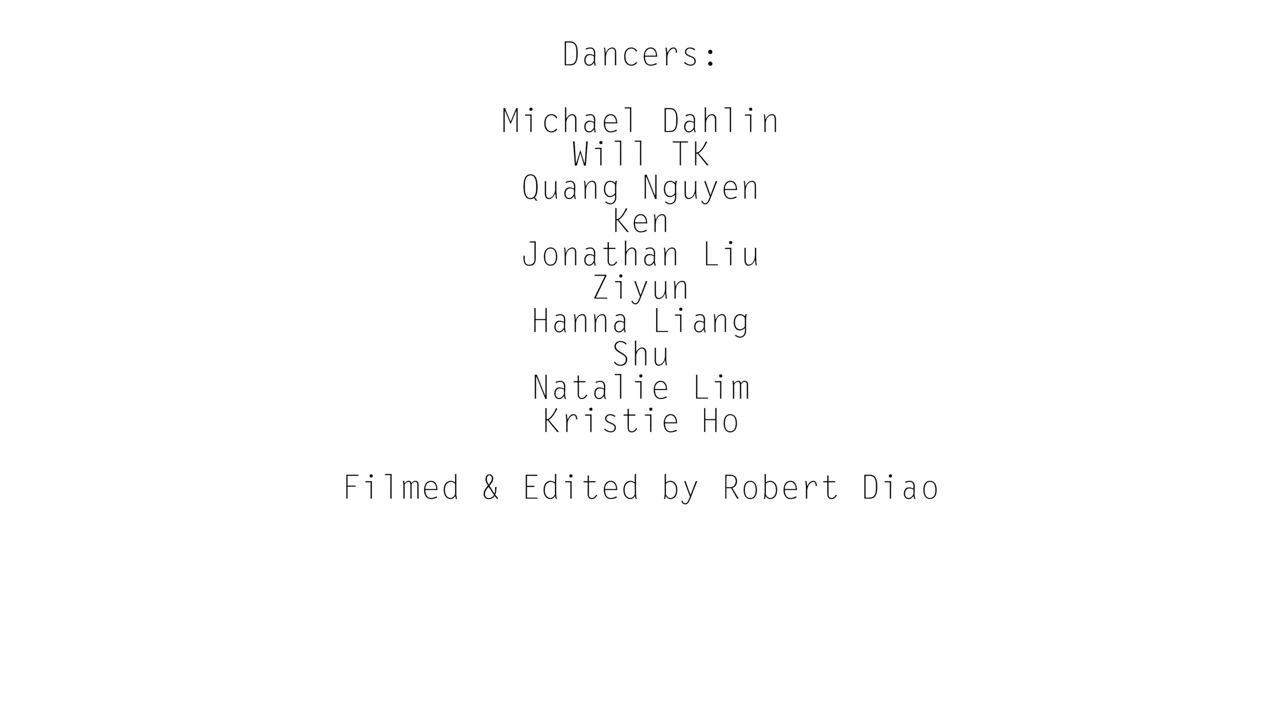 Dancers:
Michael Dahlin
Will TK
Quang Nguyen
Ken
Jonathan Liu
Ziyun
Hanna Liang
Shu
Natalie Lim
Kristie Ho
Filmed & Edited by Robert Diao